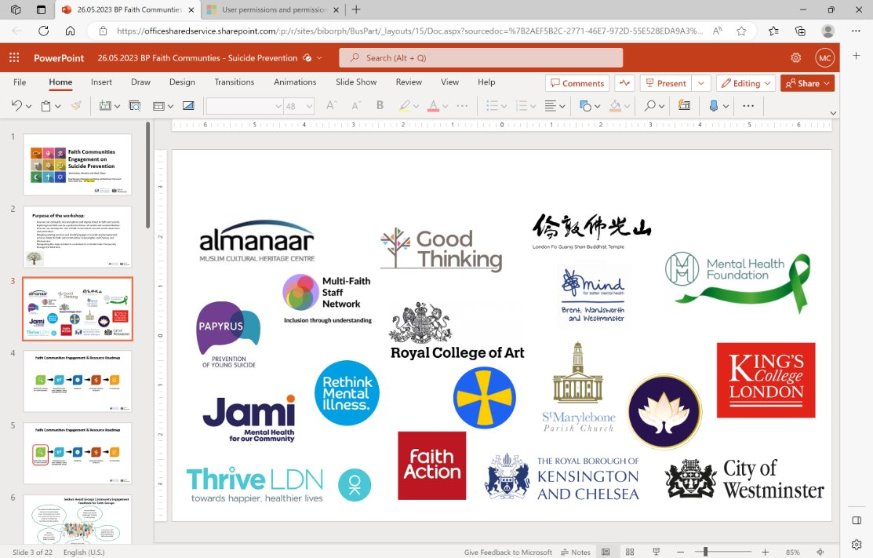 26.05.2023 BP Faith Communitie
User permissions and permission
https://officesharedservice.sharepoint.com/:p:/r/sites/biborph/BusPart/_layouts/15/Doc.aspx?sourcedoc=%7B2AEF5B2C-2771-46E7-972D-55E528EDA9A3%...
PowerPoint
26.05.2023 BP Faith Communties - Suicide Prevention
Search (Alt + Q)
MC
File
Home
Insert
Draw
Design
Transitions
Animations
Slide Show
Review
View
Help
Comments
Present
Editing
Share
48
1
Faith Communities
Engagement on
Suicide Prevention
2
Purpose of the workshop:
3
4
Faith Communities Engagement & Resource Roadmap
5
Faith Communities Engagement & Resource Roadmap
6
almanaar
MUSLIM CULTURAL HERITAGE CENTRE
Good
Thinking
倫敦佛光山
London Fo Guang Shan Buddhist Temple
Multi-Faith
Staff
Network
Inclusion through understanding
mind
for better mental health
Brent, Wandsworth
and Westminster
Mental Health
Foundation
PAPYRUS
PREVENTION
OF YOUNG SUICIDE
Royal College of Art
Rethink
Mental
Illness.
Jami
Mental Health
for our Community
St Marylebone
Parish Church
KING'S
College
LONDON
Thrive LDN
towards happier, healthier lives
Faith
Action
THE ROYAL BOROUGH OF
KENSINGTON
AND CHELSEA
City of
Westminster
Slide 3 of 22
English (U.S.)
Give Feedback to Microsoft
Notes
85%